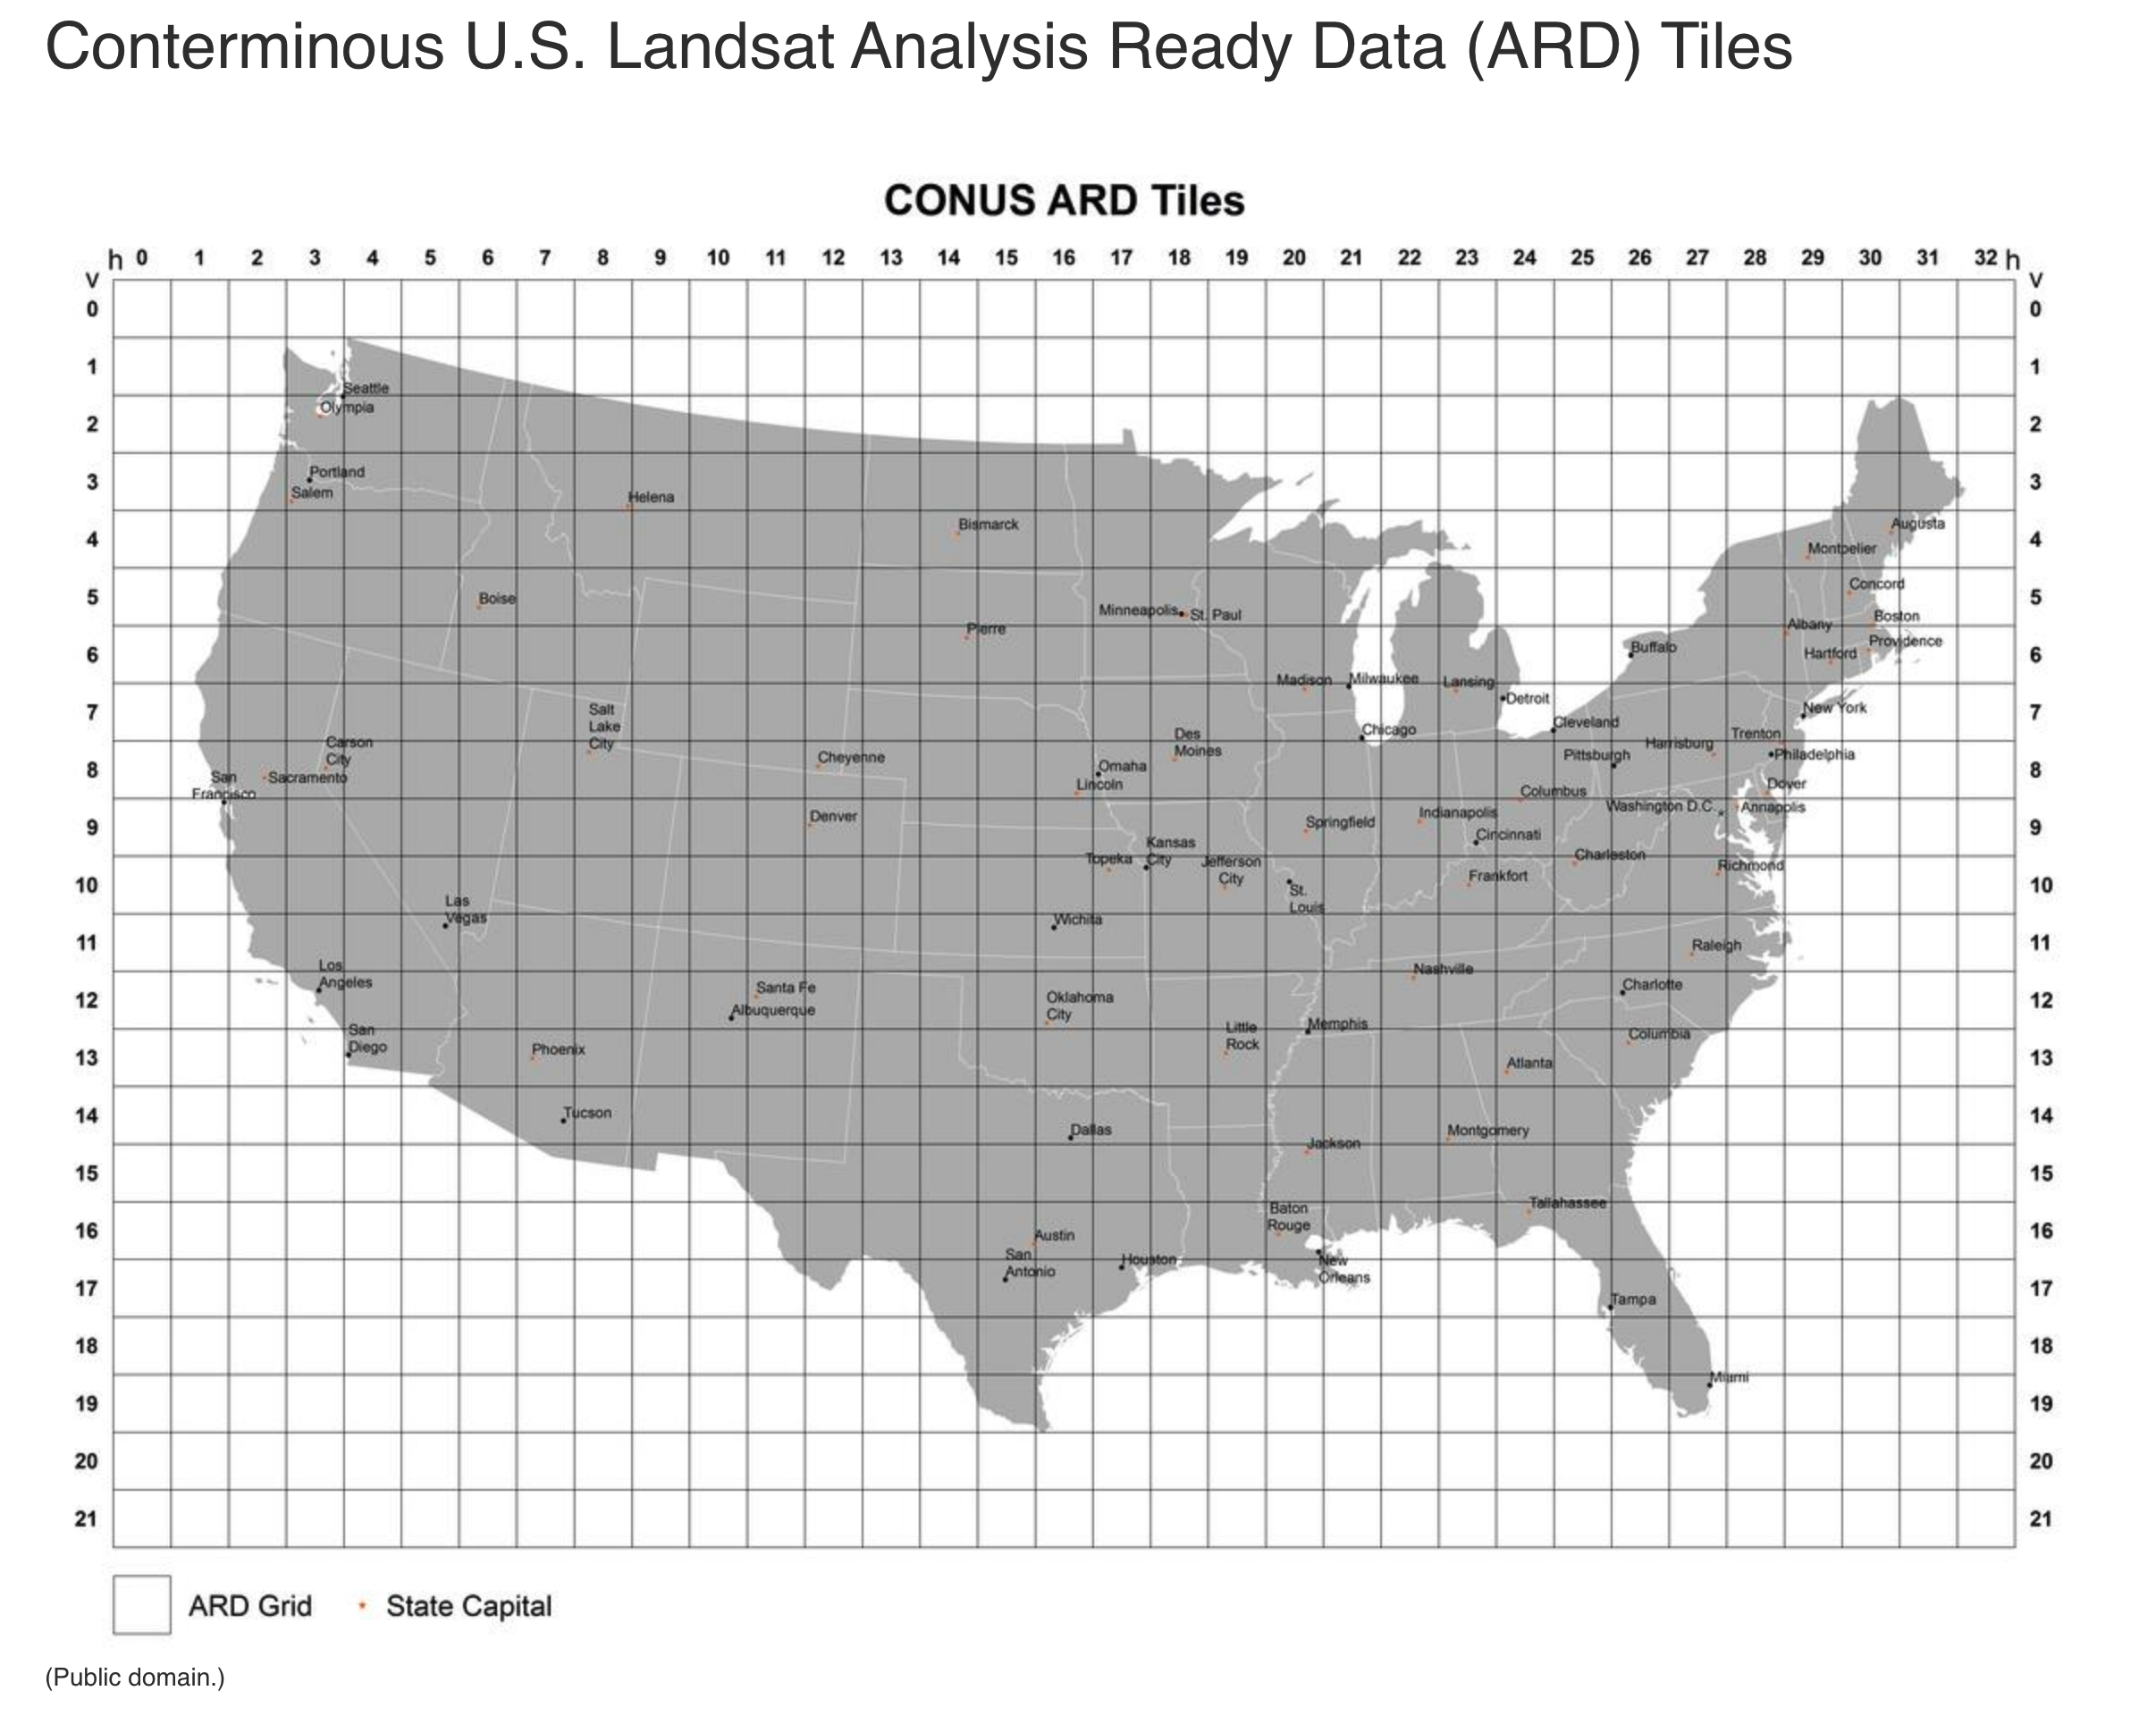 Conterminous U.S. Landsat Analysis Ready Data (ARD) Tiles
CONUS ARD Tiles
h 0 1 2 3 4 5 6 7 8 9 10 11 12 13 14 15 16 17 18 19 20 21 22 23 24 25 26 27 28 29 30 31 32 h
v v
0 0
1 1
Seattle
Olympia
2 2
Portland
3 3
Salem
Helena
Bismarck
Augusta
4 4
Montpelier
Concord
5 5
Boise
Minneapolis
St. Paul
Boston
Albany
Pierre
Providence
Buffalo
Hartford
6 6
Madison
Milwaukee
Lansing
Detroit
New York
7 7
Salt
Lake
City
Cleveland
Chicago
Des
Moines
Trenton
Harrisburg
Carson
City
Pittsburgh
Philadelphia
Cheyenne
Omaha
8 8
San
Francisco
Sacramento
Lincoln
Dover
Columbus
Washington D.C.
Annapolis
Indianapolis
Denver
Springfield
9 9
Cincinnati
Kansas
City
Charleston
Topeka
Jefferson
City
Richmond
Frankfort
10 10
St.
Louis
Las
Vegas
Wichita
11 11
Raleigh
Los
Angeles
Nashville
Charlotte
Santa Fe
12 12
Oklahoma
City
Albuquerque
Memphis
Little
Rock
San
Diego
Columbia
Phoenix
13 13
Atlanta
Tucson
14 14
Dallas
Montgomery
Jackson
15 15
Tallahassee
Baton
Rouge
16 16
Austin
San
Antonio
Houston
New
Orleans
17 17
Tampa
18 18
Miami
19 19
20 20
21 21
ARD Grid State Capital
(Public domain.)